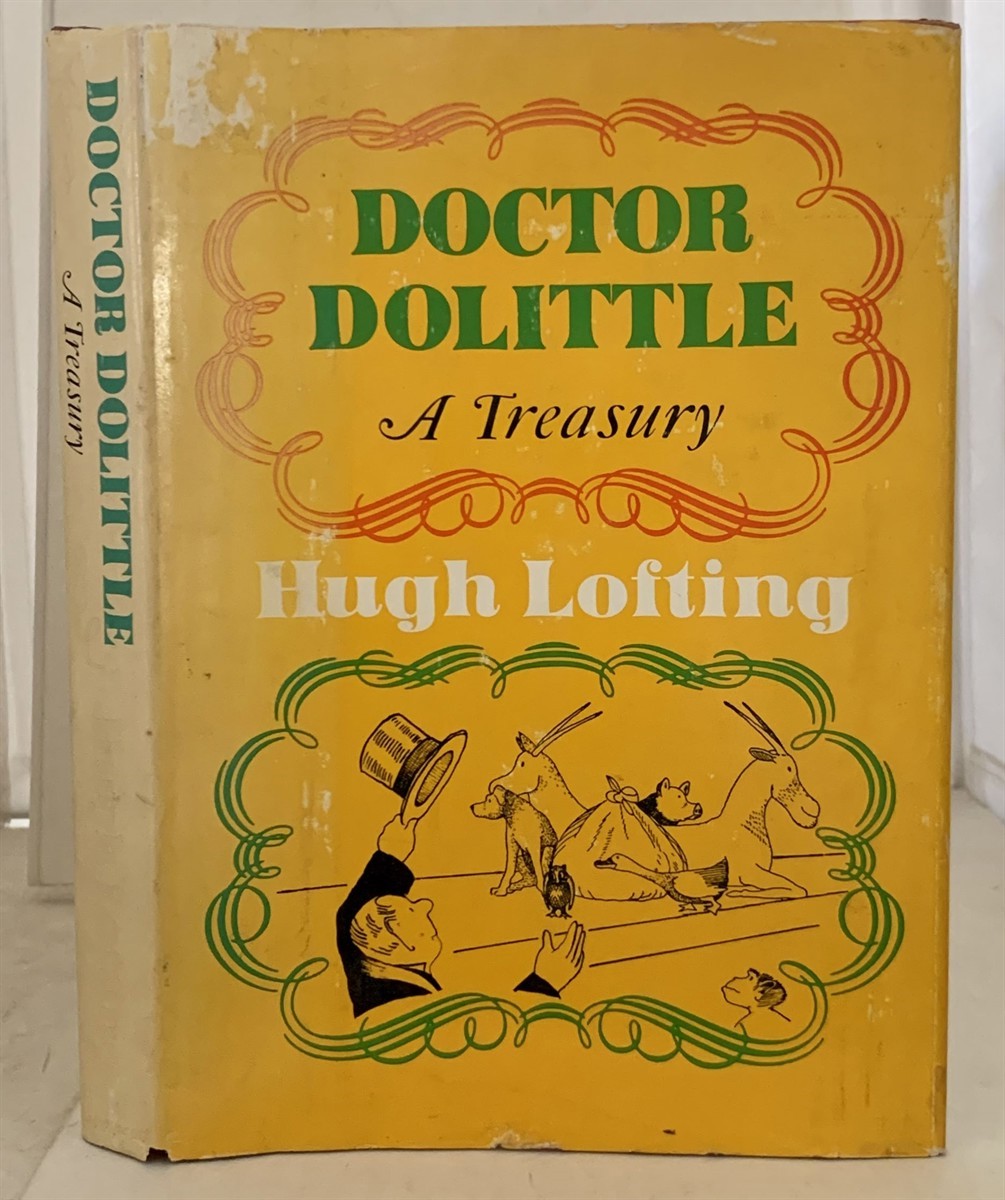 DOCTOR DOLITTLE
A Treasury
DOCTOR
DOLITTLE
A Treasury
Hugh Lofting